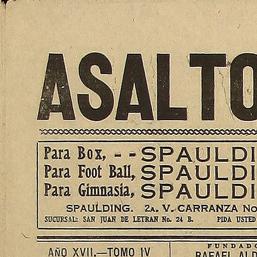 ASALTO
Para Box, - - SPAULDI
Para Foot Ball, SPAULDI
Para Gimnasia, SPAULDI
SPAULDING. 2A. V. CARRANZA No
SUCURSAL: SAN JUAN DE LETRAN No. 24 B. PIDA USTED
FUNDADO
AÑO XVII,—TOMO IV
RAFAEL ALD